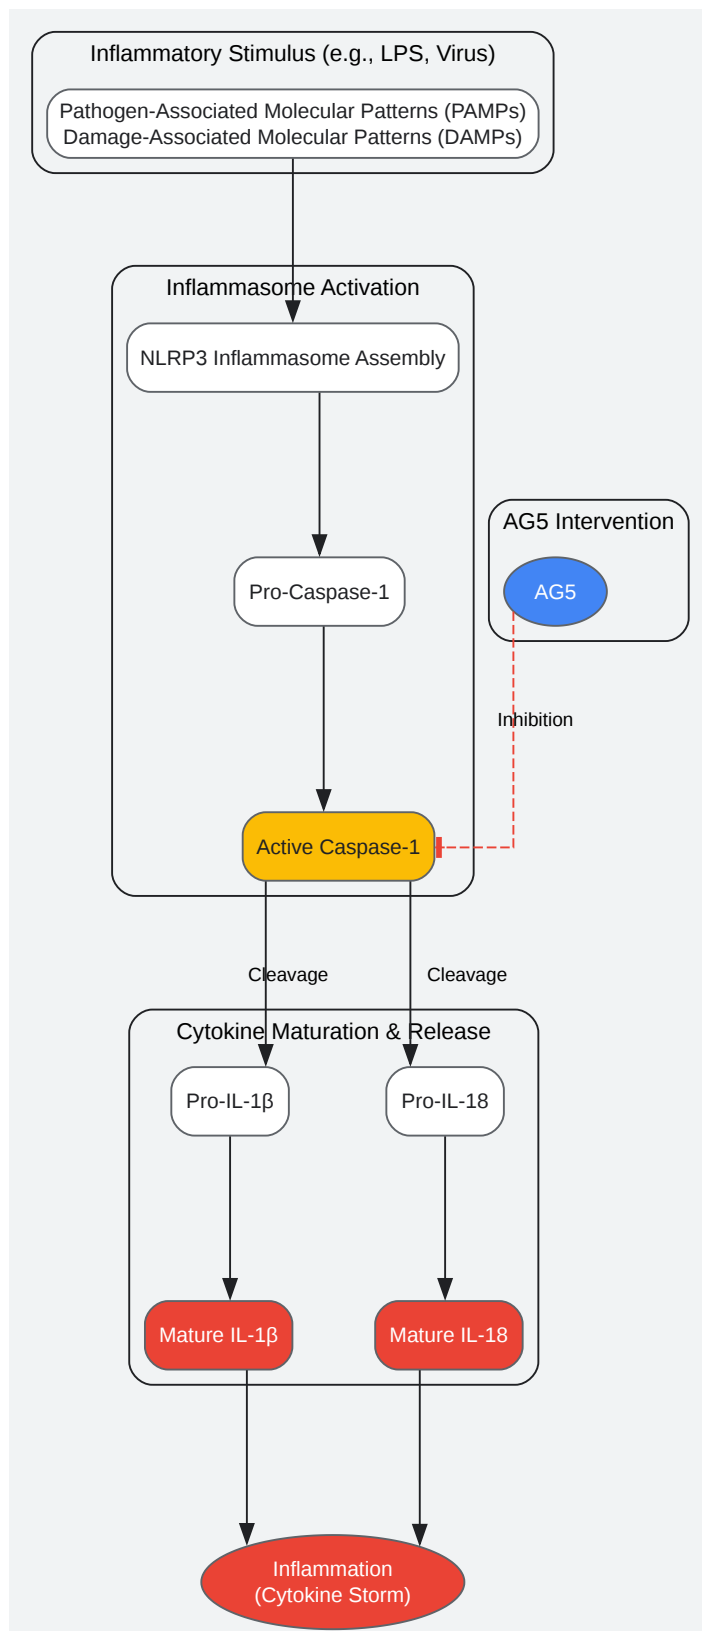 Inflammatory Stimulus (e.g., LPS, Virus)
Pathogen-Associated Molecular Patterns (PAMPs)
Damage-Associated Molecular Patterns (DAMPs)
Inflammasome Activation
NLRP3 Inflammasome Assembly
AG5 Intervention
Pro-Caspase-1
AG5
Inhibition
Active Caspase-1
Cleavage
Cleavage
Cytokine Maturation & Release
Pro-IL-1β
Pro-IL-18
Mature IL-1β
Mature IL-18
Inflammation
(Cytokine Storm)